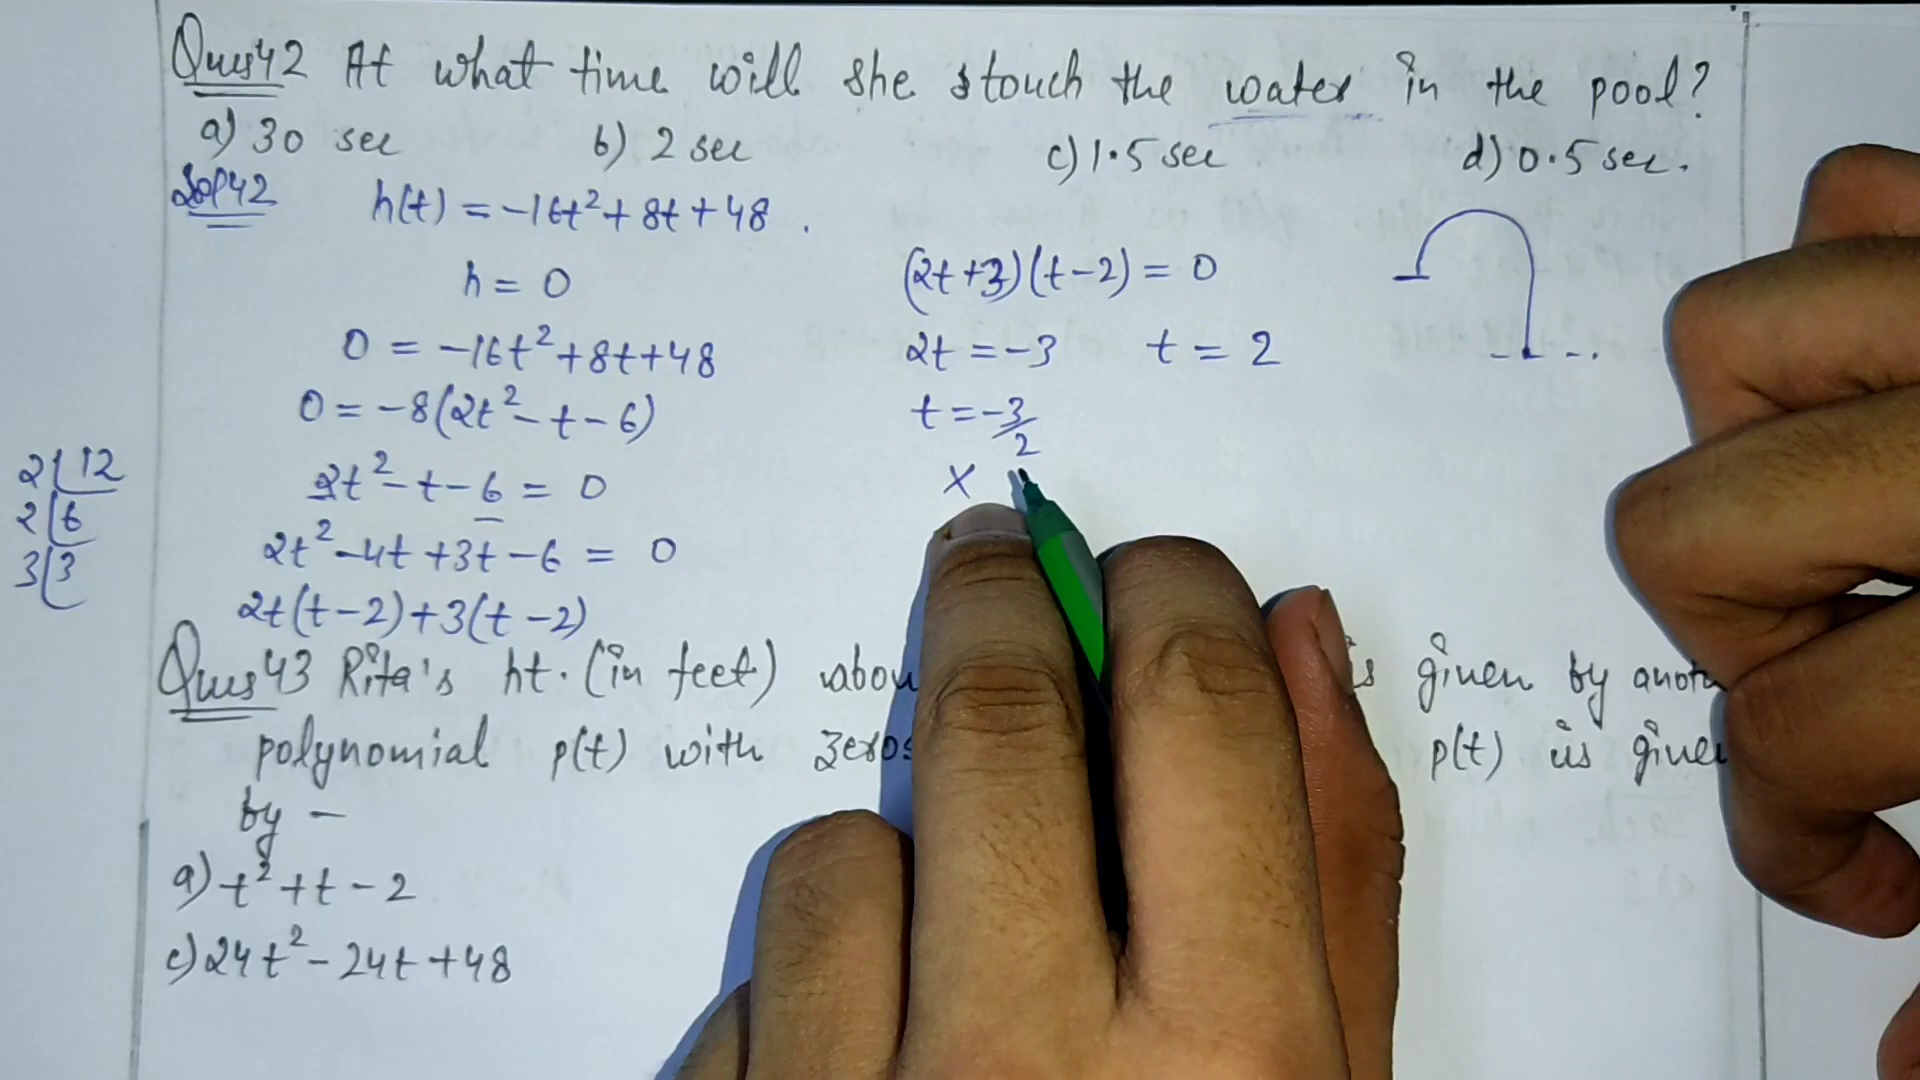 Ques42 At what time will she touch the water in the pool?
a) 30 sec b) 2 sec c) 1.5 sec d) 0.5 sec.
Sol42 h(t) = -16t²+ 8t + 48 .
h = 0
0 = -16t²+8t+48
0 = -8(2t²- t - 6)
2t²- t - 6 = 0
2t²-4t +3t - 6 = 0
2t(t-2)+3(t-2)
(2t+3)(t-2) = 0
2t = -3 t = 2
t = -3/2
x
2 12
2 6
3 3
Ques43 Rita's ht. (in feet) given by
polynomial p(t) with p(t) is
by -
a) t²+t-2
c) 24t²- 24t +48